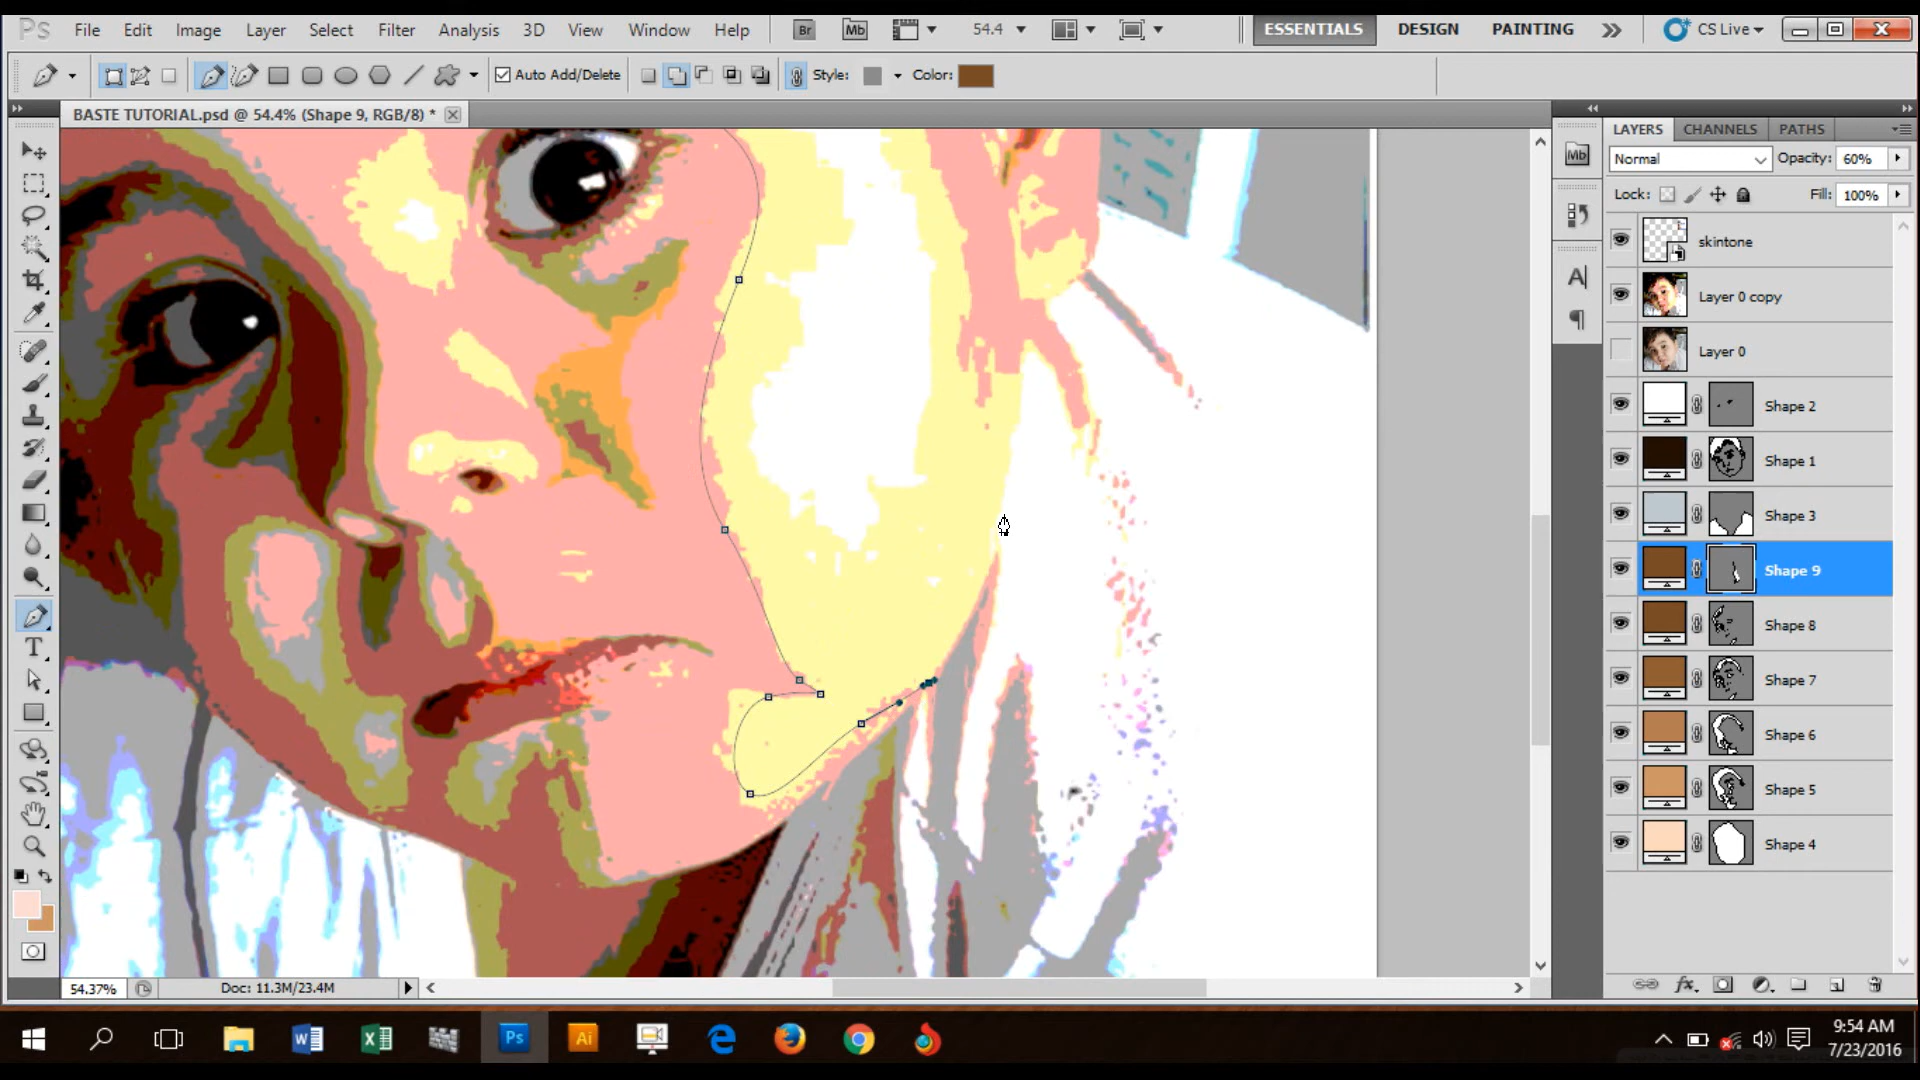 Ps File Edit Image Layer Select Filter Analysis 3D View Window Help Br Mb 54.4 ESSENTIALS DESIGN PAINTING CS Live
Auto Add/Delete Style: Color:
BASTE TUTORIAL.psd @ 54.4% (Shape 9, RGB/8) *
LAYERS CHANNELS PATHS
Normal Opacity: 60%
Lock: Fill: 100%
Mb
skintone
Layer 0 copy
Layer 0
Shape 2
Shape 1
Shape 3
Shape 9
Shape 8
Shape 7
Shape 6
Shape 5
Shape 4
54.37% Doc: 11.3M/23.4M
Ps Ai
9:54 AM
7/23/2016